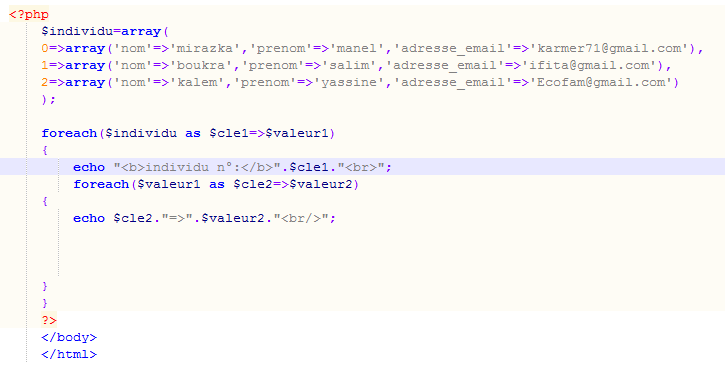 <?php
$individu=array(
0=>array('nom'=>'mirazka','prenom'=>'manel','adresse_email'=>'karmer71@gmail.com'),
1=>array('nom'=>'boukra','prenom'=>'salim','adresse_email'=>'ifita@gmail.com'),
2=>array('nom'=>'kalem','prenom'=>'yassine','adresse_email'=>'Ecofam@gmail.com')
);
foreach($individu as $cle1=>$valeur1)
{
echo "<b>individu n°:</b>".$cle1."<br>";
foreach($valeur1 as $cle2=>$valeur2)
{
echo $cle2."=>".$valeur2."<br/>";
}
}
?>
</body>
</html>